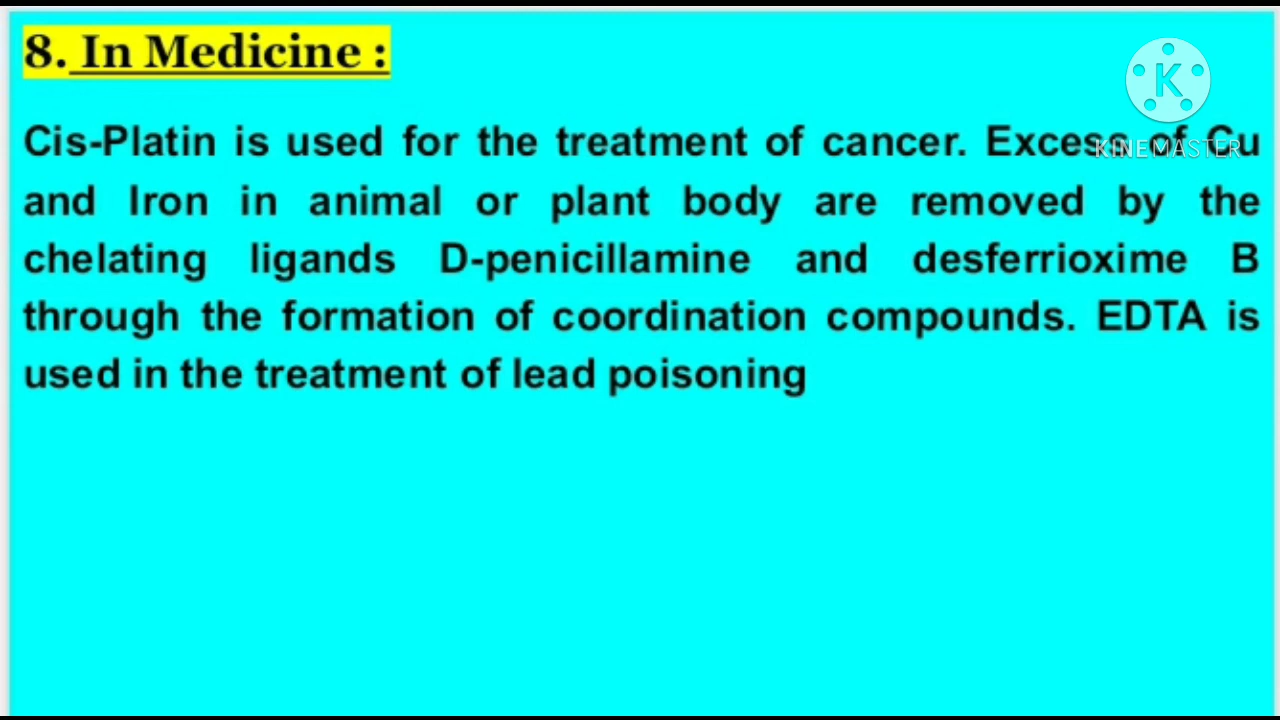 8. In Medicine :
K
KINEMASTER
Cis-Platin is used for the treatment of cancer. Excess of Cu
and Iron in animal or plant body are removed by the
chelating ligands D-penicillamine and desferrioxime B
through the formation of coordination compounds. EDTA is
used in the treatment of lead poisoning